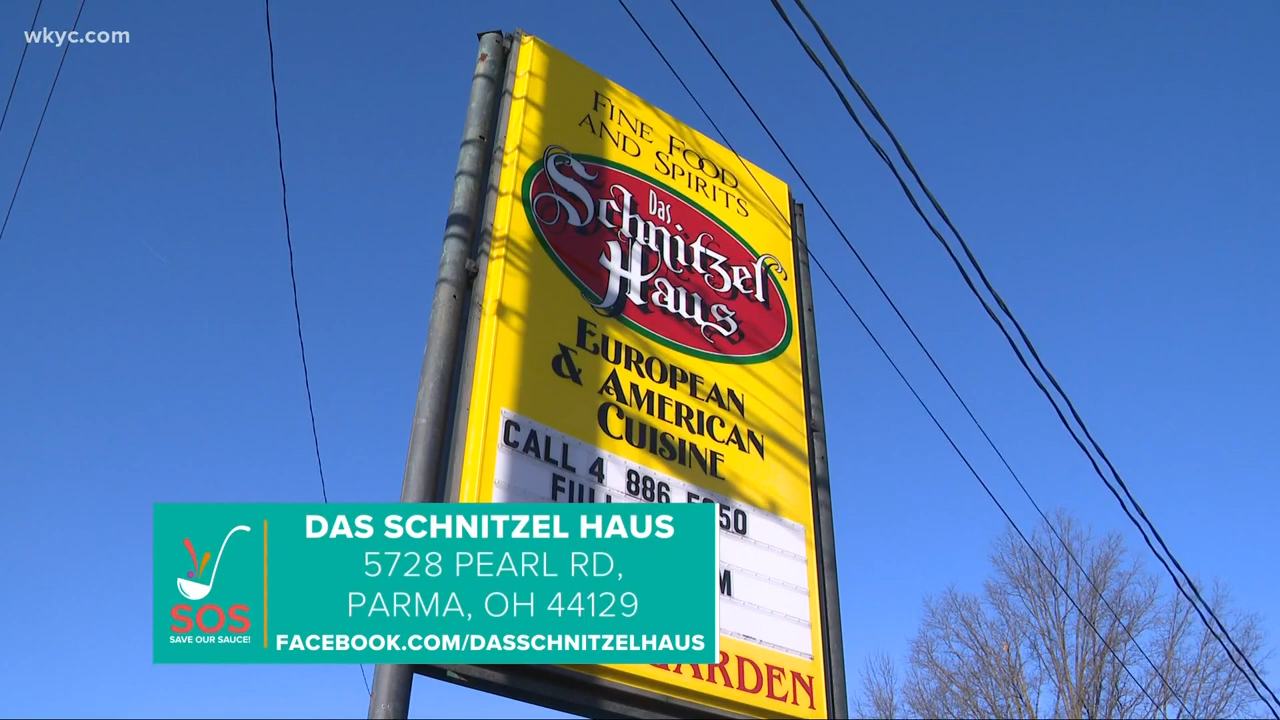 wkyc.com
FINE FOOD
AND SPIRITS
Das
Schnitzel
Haus
EUROPEAN
& AMERICAN
CUISINE
CALL 4 886 50
DAS SCHNITZEL HAUS
5728 PEARL RD,
PARMA, OH 44129
FACEBOOK.COM/DASSCHNITZELHAUS
SOS
SAVE OUR SAUCE!